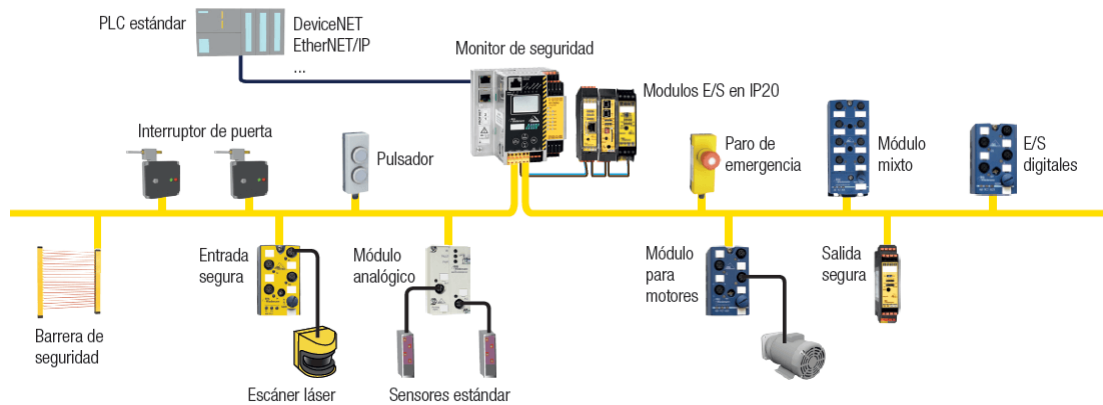 PLC estándar
DeviceNET
EtherNET/IP
...
Monitor de seguridad
Modulos E/S en IP20
Interruptor de puerta
Pulsador
Paro de
emergencia
Módulo
mixto
E/S
digitales
Entrada
segura
Módulo
analógico
Módulo
para
motores
Salida
segura
Barrera de
seguridad
Escáner láser
Sensores estándar